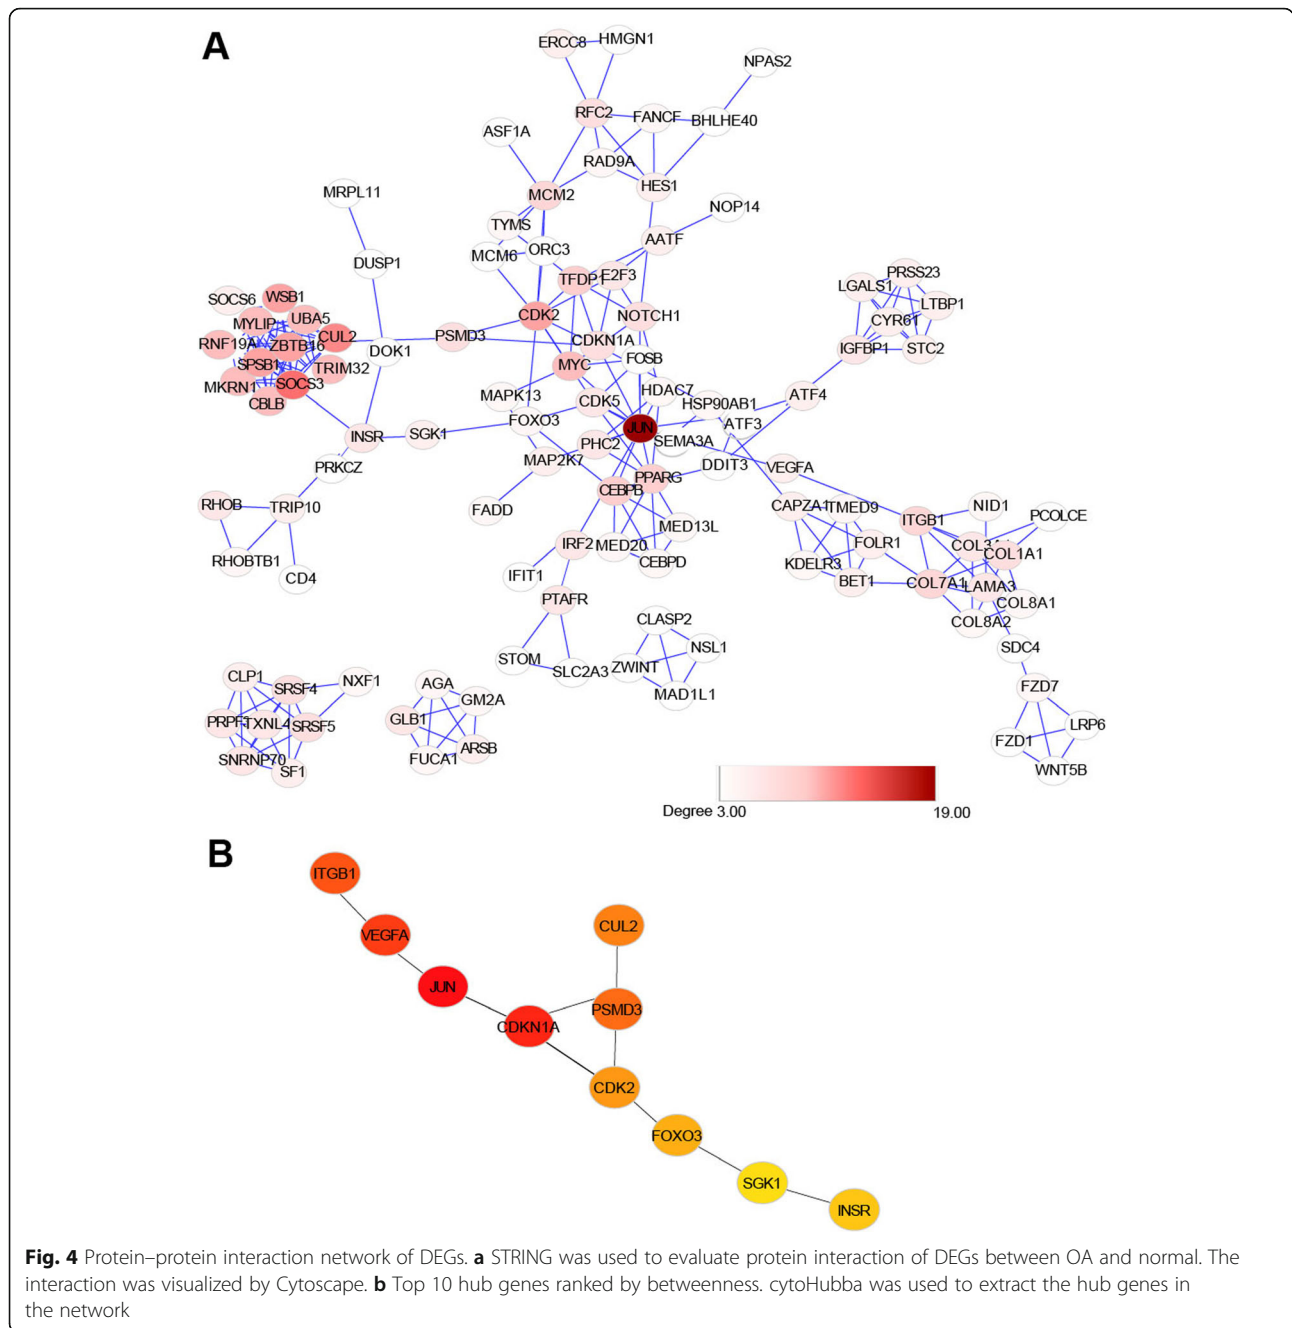 A
ERCC8 HMGN1
NPAS2
RFC2 FANCF BHLHE40
ASF1A
RAD9A
HES1
MRPL11 MCM2
NOP14
TYMS
AATF
MCM6 ORC3
DUSP1
TFDP1 E2F3
PRSS23
LGALS1
LTBP1
SOCS6 WSB1
MYLIP UBA5
CUL2
CDK2 NOTCH1
CYR61
RNF19A ZBTB16
DOK1 PSMD3 CDKN1A
IGFBP1 STC2
SPSB1 TRIM32
MYC FOSB
MKRN1 SOCS3
CBLB
MAPK13 CDK5 HDAC7 HSP90AB1 ATF4
FOXO3 JUN ATF3
INSR SGK1
SEMA3A
PHC2
MAP2K7 DDIT3 VEGFA
PRKCZ
PPARG
CEBPB
RHOB TRIP10
FADD
CAPZA1 TMED9
NID1 PCOLCE
ITGB1
MED13L
IRF2 MED20
FOLR1 COL1A1
RHOBTB1
CEBPD KDELR3
CD4 IFIT1
BET1 COL7A1 LAMA3
PTAFR
COL8A1
CLASP2
COL8A2
NSL1
STOM SLC2A3 ZWINT
SDC4
MAD1L1
CLP1 SRSF4 NXF1
AGA GM2A
FZD7
PRPF3 TXNL4 SRSF5
GLB1
LRP6
FZD1
SNRNP70 SF1
FUCA1 ARSB
WNT5B
Degree 3.00 19.00
B
ITGB1
VEGFA CUL2
JUN
PSMD3
CDKN1A
CDK2
FOXO3
SGK1
INSR
Fig. 4 Protein–protein interaction network of DEGs. a STRING was used to evaluate protein interaction of DEGs between OA and normal. The
interaction was visualized by Cytoscape. b Top 10 hub genes ranked by betweenness. cytoHubba was used to extract the hub genes in
the network